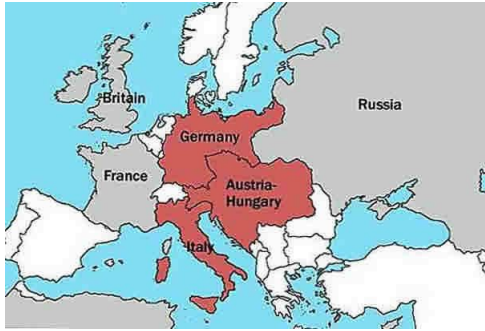 Britain
Russia
Germany
France
Austria-
Hungary
Italy